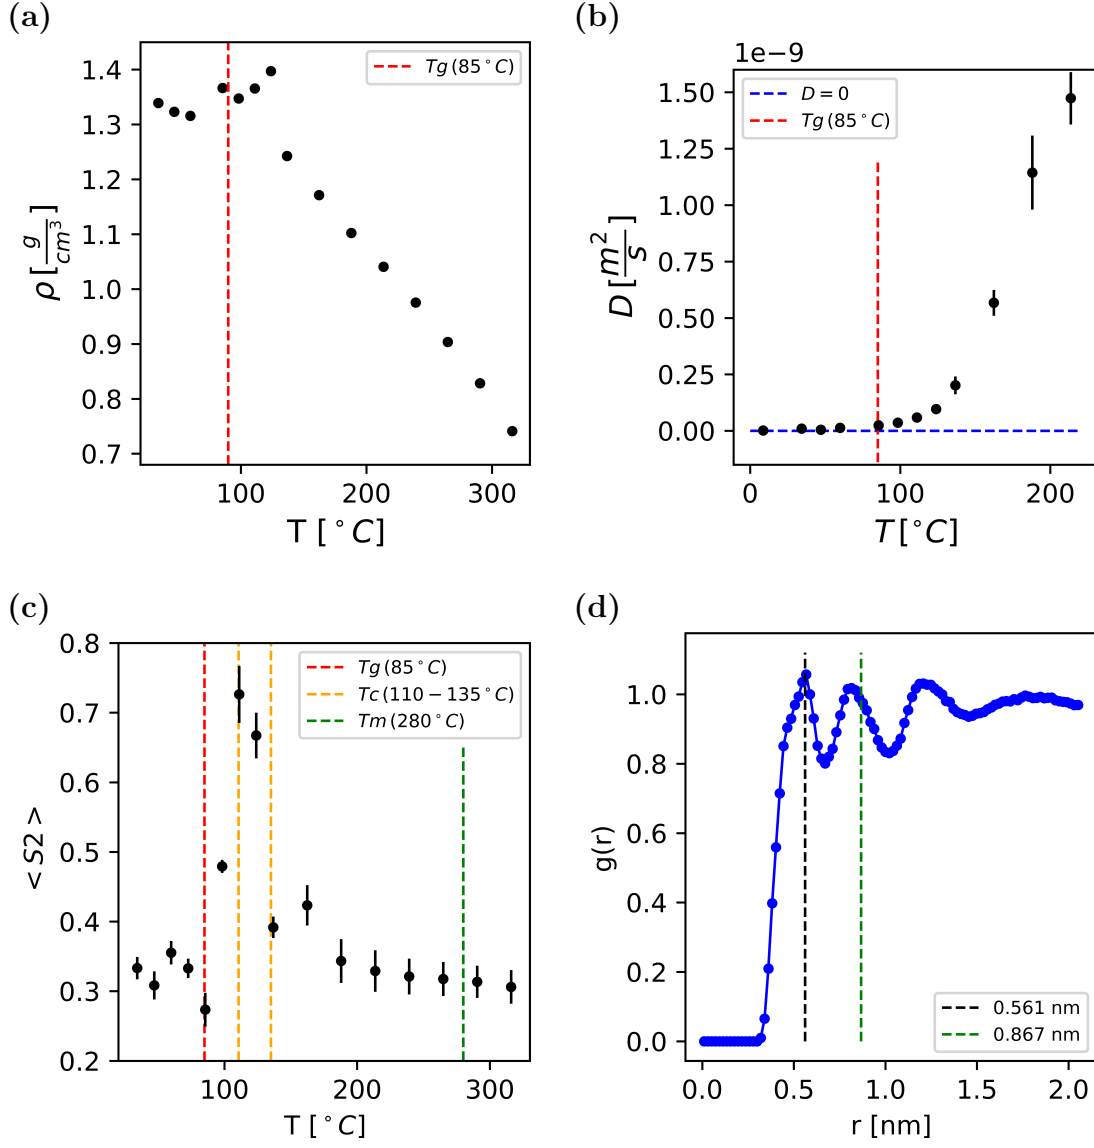 (a)
ρ [g/cm³]
1.4
1.3
1.2
1.1
1.0
0.9
0.8
0.7
Tg (85°C)
100 200 300
T [°C]
(b)
1e−9
D [m²/s]
1.50
1.25
1.00
0.75
0.50
0.25
0.00
D = 0
Tg (85°C)
0 100 200
T [°C]
(c)
< S2 >
0.8
0.7
0.6
0.5
0.4
0.3
0.2
Tg (85°C)
Tc (110 − 135°C)
Tm (280°C)
100 200 300
T [°C]
(d)
g(r)
1.0
0.8
0.6
0.4
0.2
0.0
0.561 nm
0.867 nm
0.0 0.5 1.0 1.5 2.0
r [nm]